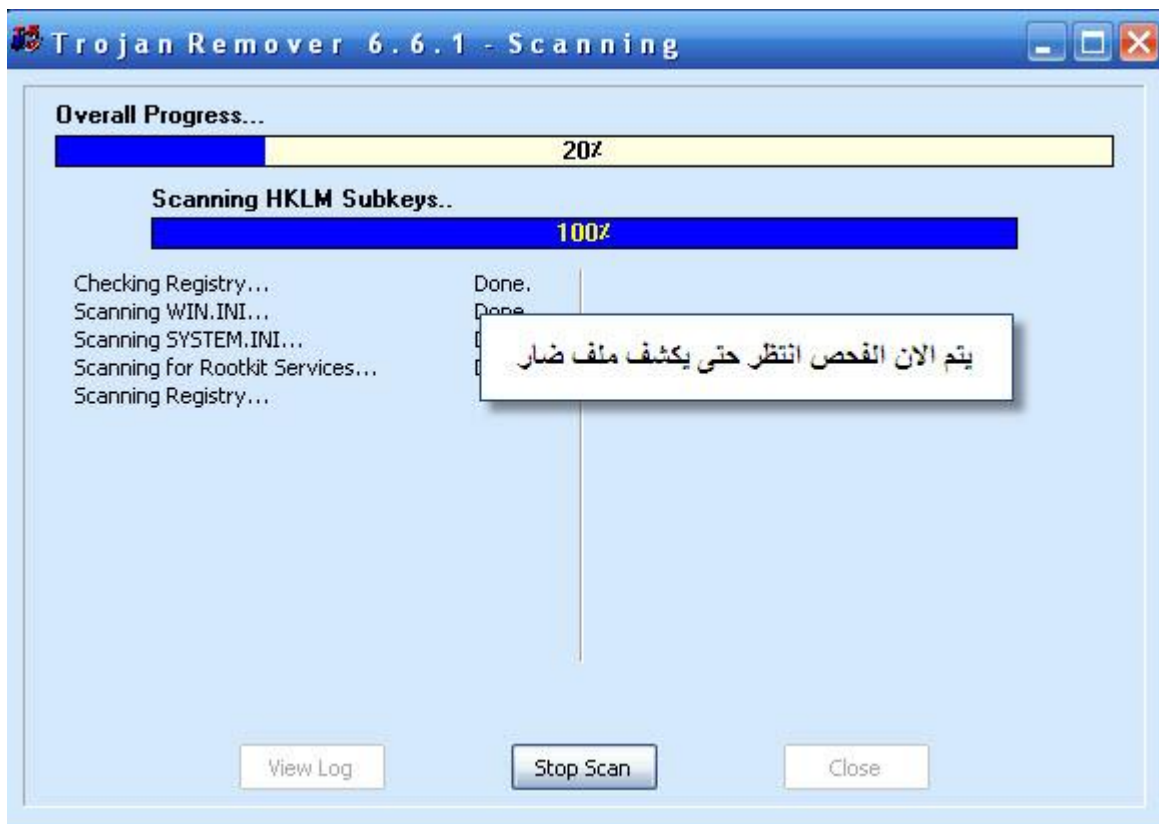 Trojan Remover 6.6.1 - Scanning
Overall Progress...
20%
Scanning HKLM Subkeys..
100%
Checking Registry... Done.
Scanning WIN.INI... Done
Scanning SYSTEM.INI...
Scanning for Rootkit Services...
Scanning Registry...
يتم الان الفحص انتظر حتى يكشف ملف ضار
View Log Stop Scan Close